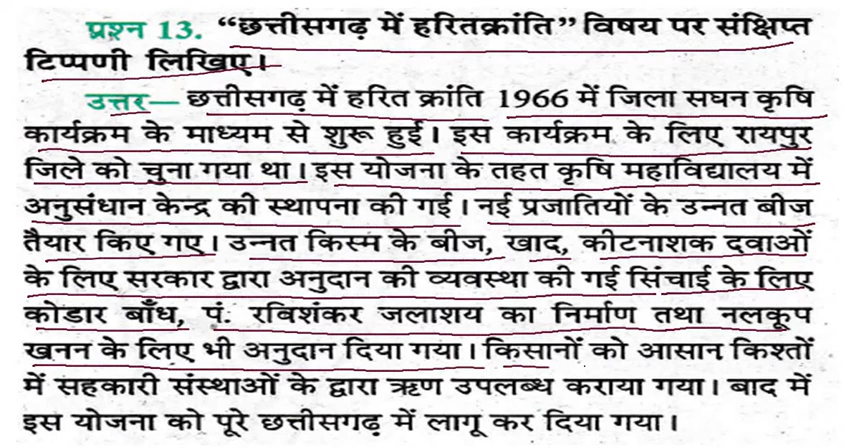 प्रश्न 13. “छत्तीसगढ़ में हरितक्रांति” विषय पर संक्षिप्त
टिप्पणी लिखिए।
उत्तर— छत्तीसगढ़ में हरित क्रांति 1966 में जिला सघन कृषि
कार्यक्रम के माध्यम से शुरू हुई। इस कार्यक्रम के लिए रायपुर
जिले को चुना गया था। इस योजना के तहत कृषि महाविद्यालय में
अनुसंधान केन्द्र की स्थापना की गई। नई प्रजातियों के उन्नत बीज
तैयार किए गए। उन्नत किस्म के बीज, खाद, कीटनाशक दवाओं
के लिए सरकार द्वारा अनुदान की व्यवस्था की गई सिंचाई के लिए
कोडार बाँध, पं. रविशंकर जलाशय का निर्माण तथा नलकूप
खनन के लिए भी अनुदान दिया गया। किसानों को आसान किश्तों
में सहकारी संस्थाओं के द्वारा ऋण उपलब्ध कराया गया। बाद में
इस योजना को पूरे छत्तीसगढ़ में लागू कर दिया गया।